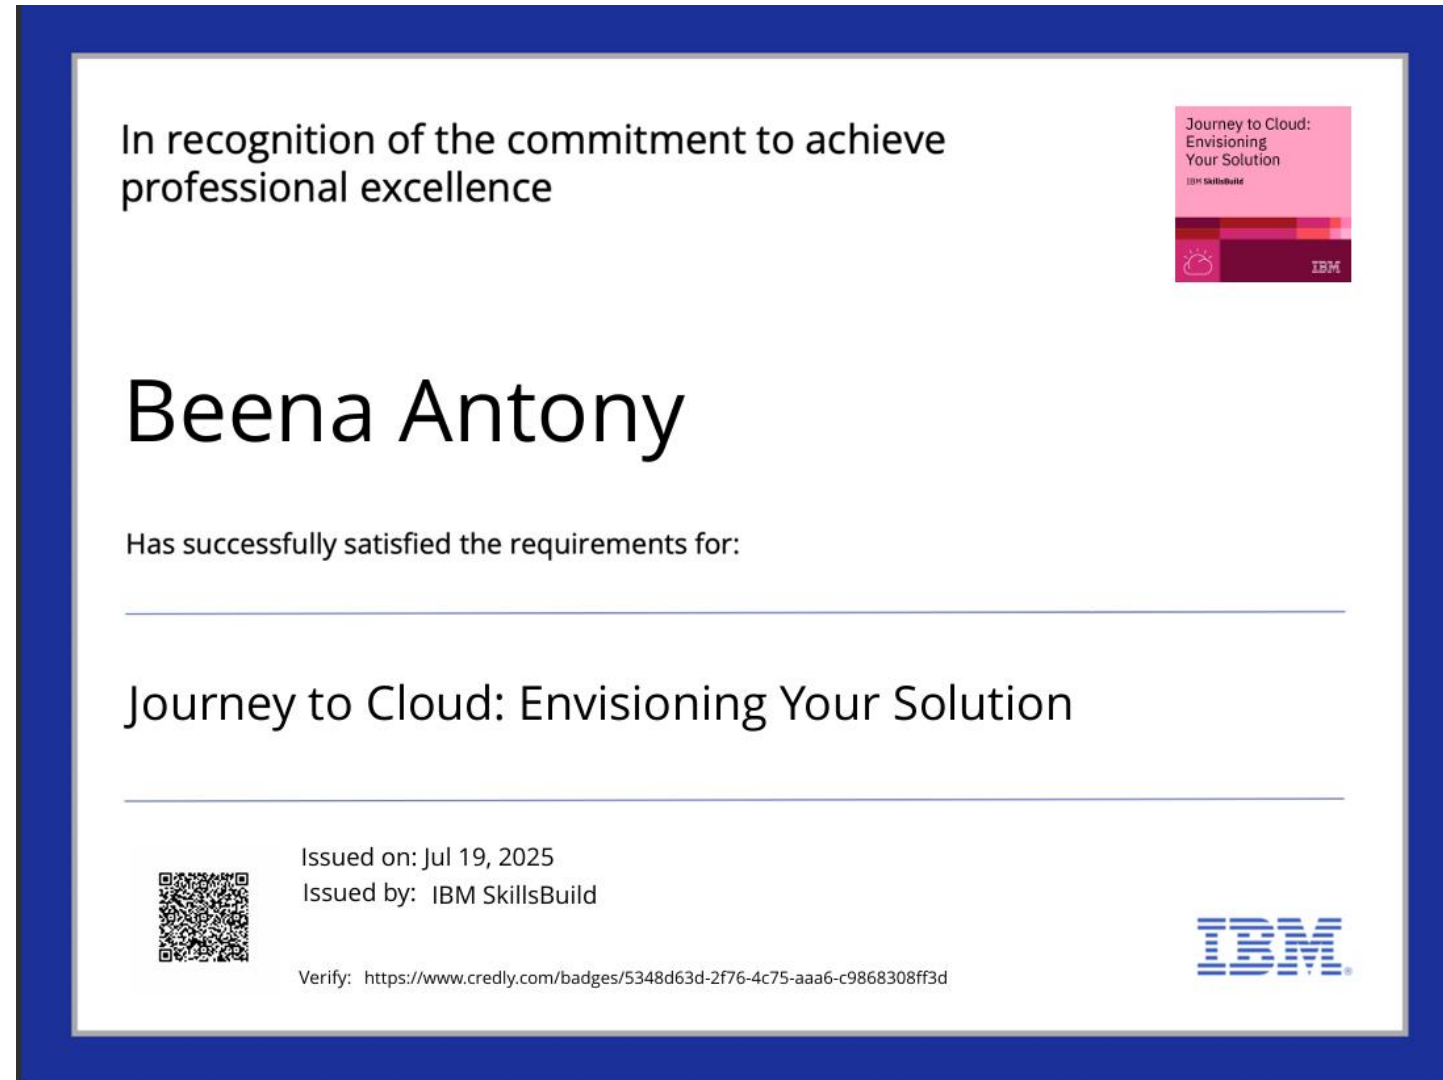 In recognition of the commitment to achieve
professional excellence
Journey to Cloud:
Envisioning
Your Solution
IBM SkillsBuild
IBM
Beena Antony
Has successfully satisfied the requirements for:
Journey to Cloud: Envisioning Your Solution
Issued on: Jul 19, 2025
Issued by: IBM SkillsBuild
Verify: https://www.credly.com/badges/5348d63d-2f76-4c75-aaa6-c9868308ff3d
IBM®